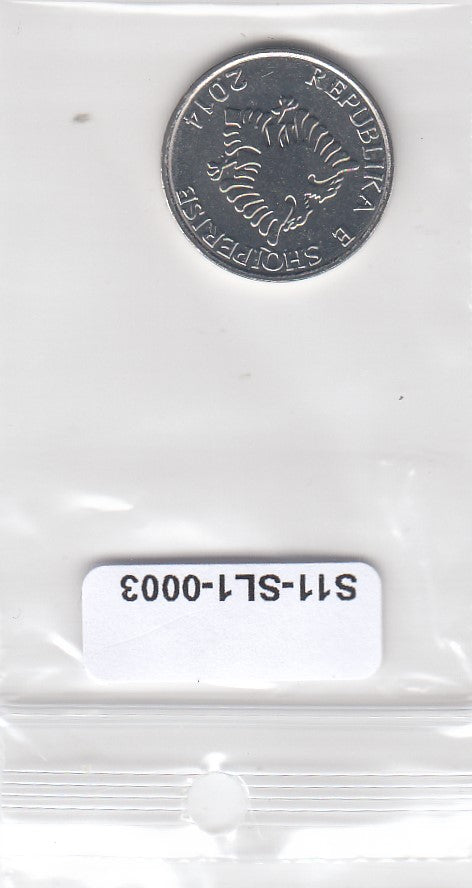 REPUBLIKA E SHQIPERISE
2014
S11-SL1-0003